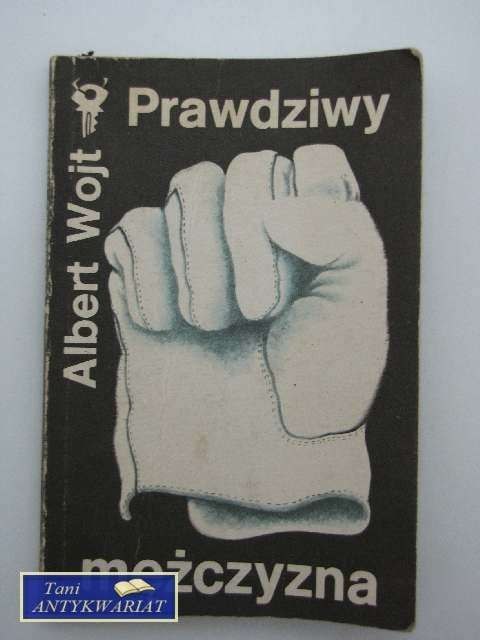 Prawdziwy
Albert Wojt
mężczyzna
Tani
ANTYKWARIAT